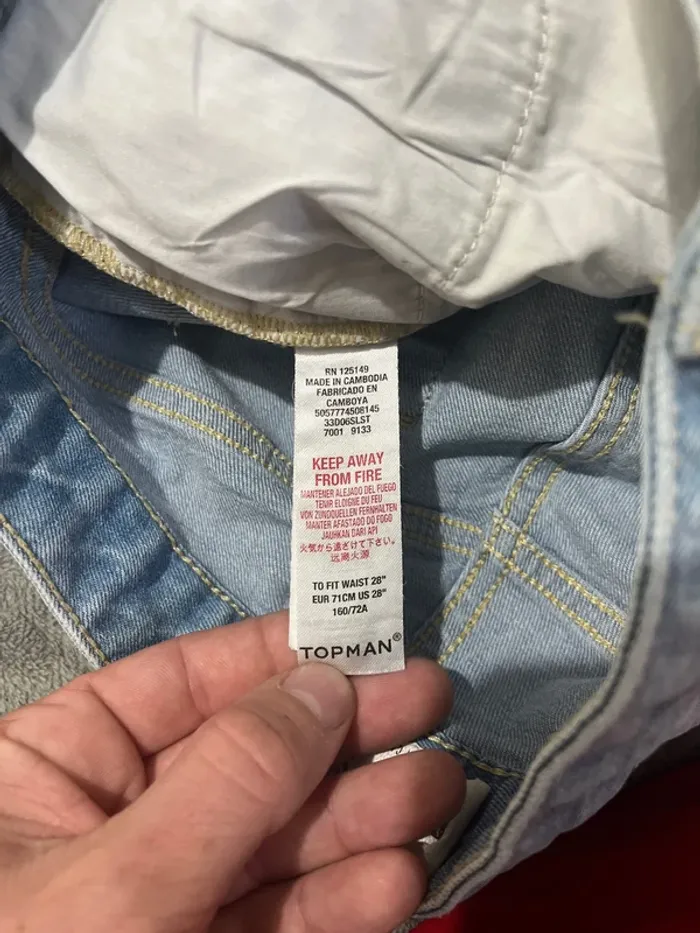 RN 125149
MADE IN CAMBODIA
FABRICADO EN
CAMBOYA
5057774508145
33D06SLST
7001 9133
KEEP AWAY
FROM FIRE
MANTENER ALEJADO DEL FUEGO
TENIR ELOIGNE DU FEU
VON ZUNDQUELLEN FERNHALTEN
MANTER AFASTADO DO FOGO
JAUHKAN DARI API
火気から遠ざけて下さい。
远离火源
TO FIT WAIST 28"
EUR 71CM US 28"
160/72A
TOPMAN®